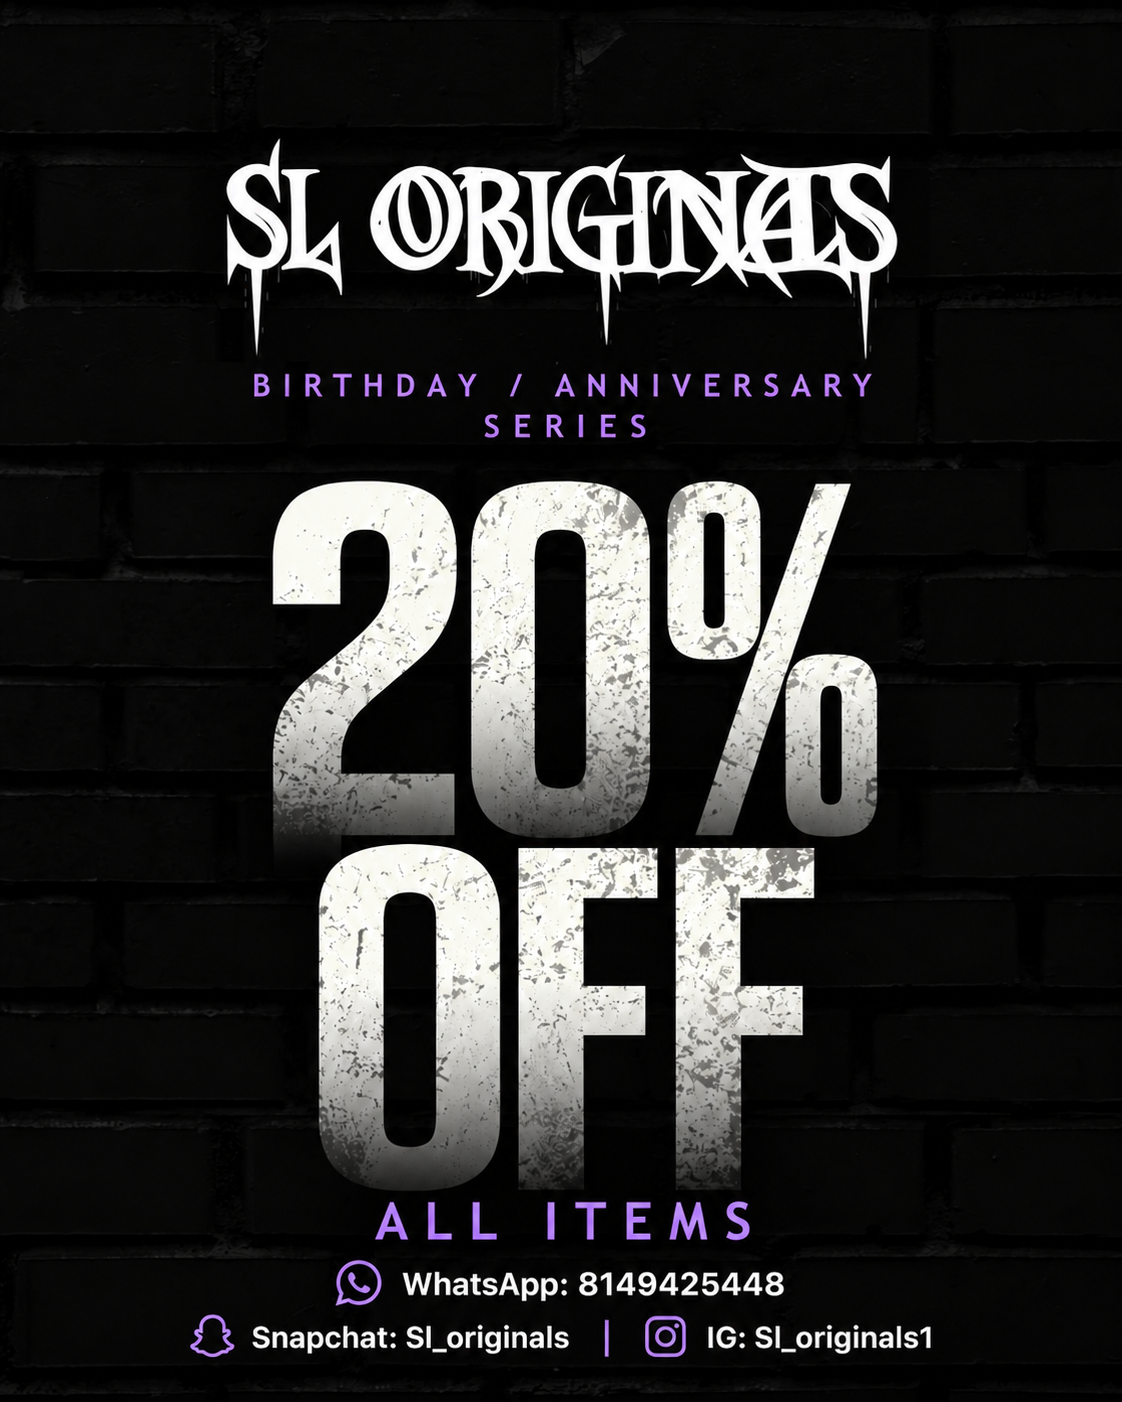 SL ORIGINALS
BIRTHDAY / ANNIVERSARY
SERIES
20%
OFF
ALL ITEMS
WhatsApp: 8149425448
Snapchat: Sl_originals | IG: Sl_originals1